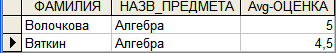 ФАМИЛИЯ НАЗВ_ПРЕДМЕТА Avg-ОЦЕНКА
Волочкова Алгебра 5
Вяткин Алгебра 4,5